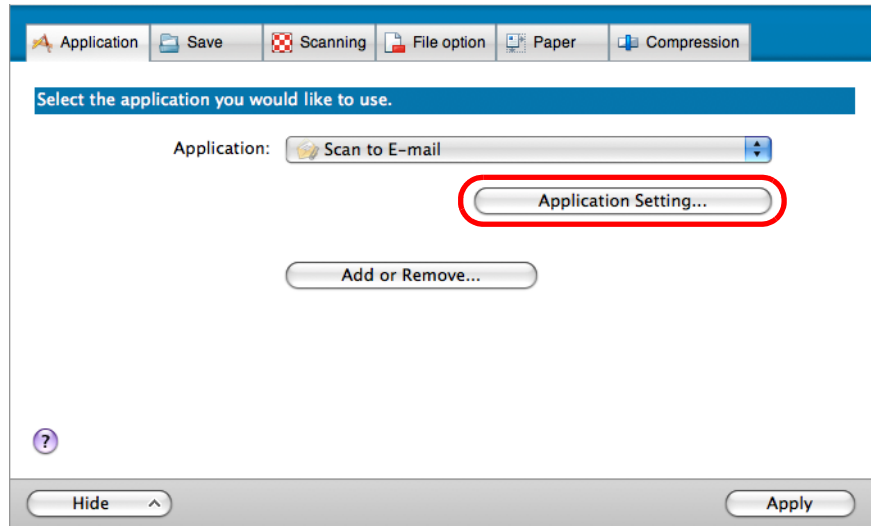 Application Save Scanning File option Paper Compression
Select the application you would like to use.
Application: Scan to E-mail
Application Setting...
Add or Remove...
?
Hide Apply